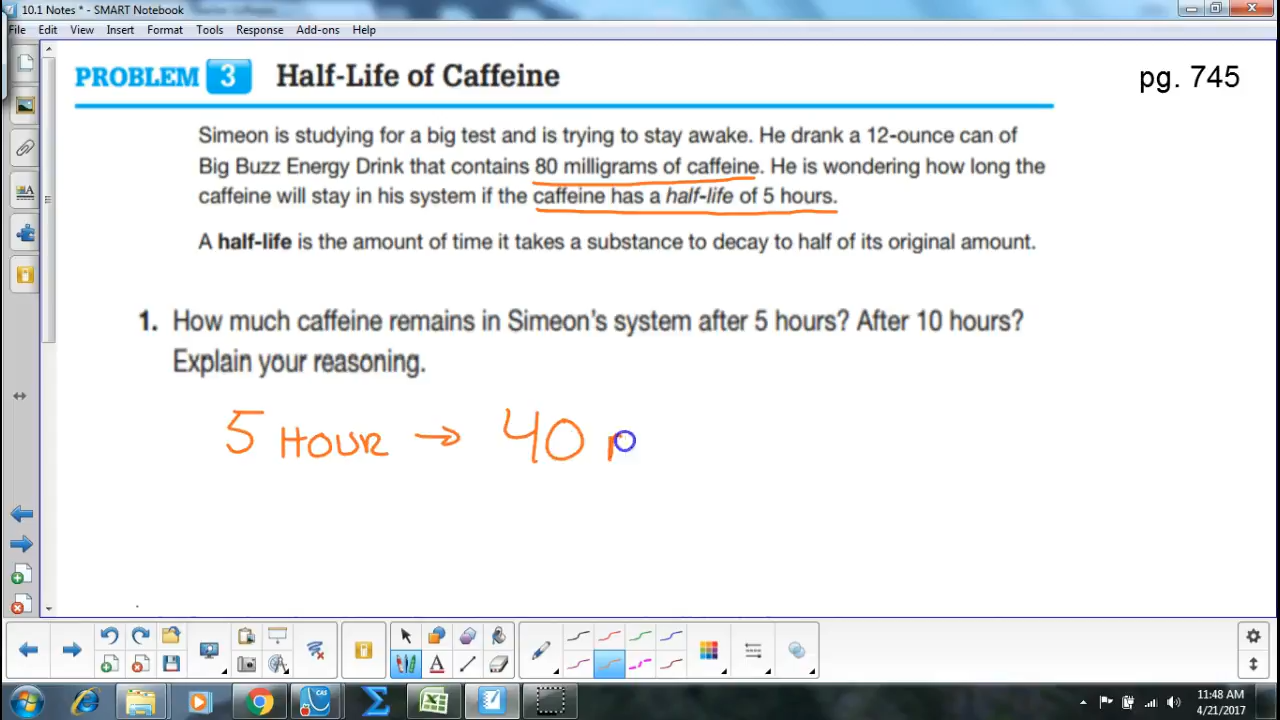 10.1 Notes * - SMART Notebook
File Edit View Insert Format Tools Response Add-ons Help
PROBLEM 3 Half-Life of Caffeine
pg. 745
Simeon is studying for a big test and is trying to stay awake. He drank a 12-ounce can of
Big Buzz Energy Drink that contains 80 milligrams of caffeine. He is wondering how long the
caffeine will stay in his system if the caffeine has a half-life of 5 hours.
A half-life is the amount of time it takes a substance to decay to half of its original amount.
1. How much caffeine remains in Simeon's system after 5 hours? After 10 hours?
Explain your reasoning.
5 HOUR → 40
CAS
11:48 AM
4/21/2017